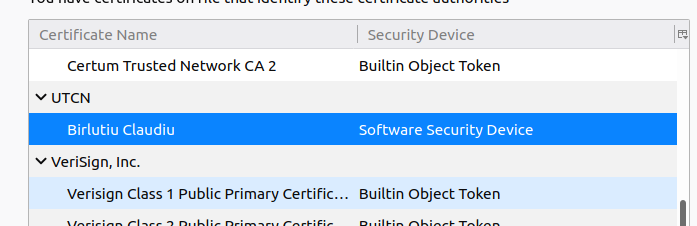 You have certificates on file that identify these certificate authorities
Certificate Name Security Device
Certum Trusted Network CA 2 Builtin Object Token
UTCN
Birlutiu Claudiu Software Security Device
VeriSign, Inc.
Verisign Class 1 Public Primary Certific... Builtin Object Token
Verisign Class 2 Public Primary Certific... Builtin Object Token